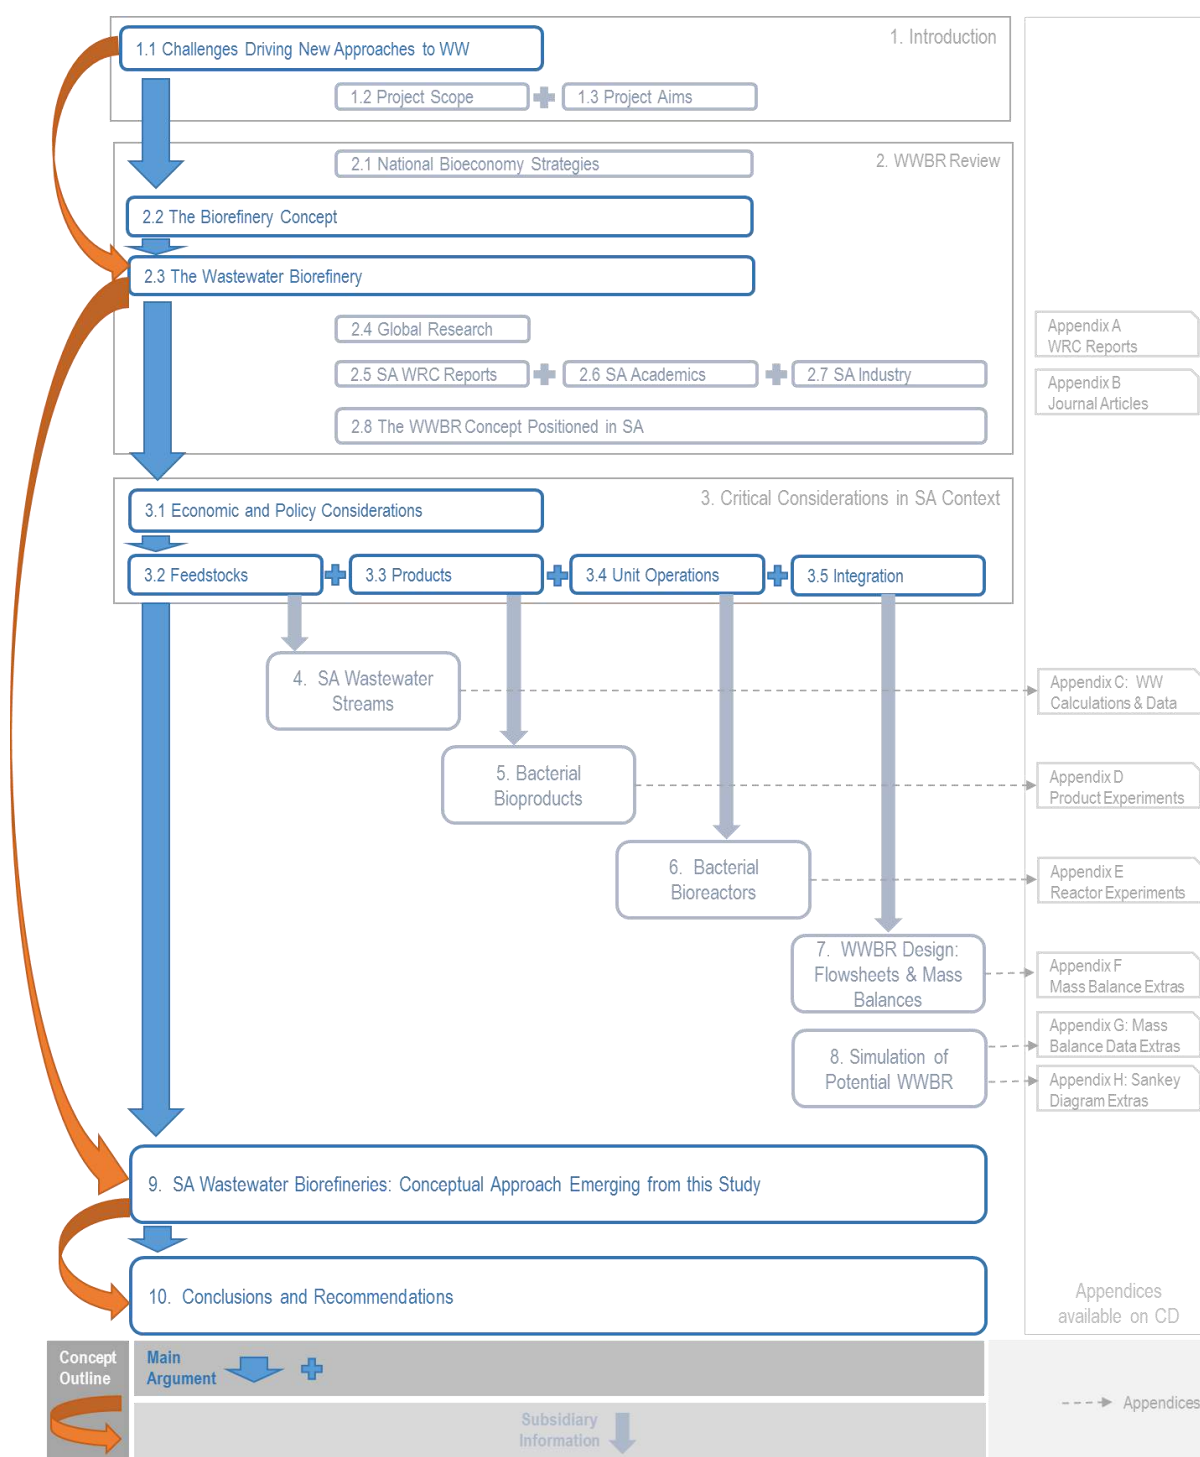 1. Introduction
1.1 Challenges Driving New Approaches to WW
1.2 Project Scope
1.3 Project Aims
2. WWBR Review
2.1 National Bioeconomy Strategies
2.2 The Biorefinery Concept
2.3 The Wastewater Biorefinery
2.4 Global Research
2.5 SA WRC Reports
2.6 SA Academics
2.7 SA Industry
2.8 The WWBR Concept Positioned in SA
Appendix A
WRC Reports
Appendix B
Journal Articles
3. Critical Considerations in SA Context
3.1 Economic and Policy Considerations
3.2 Feedstocks
3.3 Products
3.4 Unit Operations
3.5 Integration
4. SA Wastewater
Streams
Appendix C: WW
Calculations & Data
5. Bacterial
Bioproducts
Appendix D
Product Experiments
6. Bacterial
Bioreactors
Appendix E
Reactor Experiments
7. WWBR Design:
Flowsheets & Mass
Balances
Appendix F
Mass Balance Extras
8. Simulation of
Potential WWBR
Appendix G: Mass
Balance Data Extras
Appendix H: Sankey
Diagram Extras
9. SA Wastewater Biorefineries: Conceptual Approach Emerging from this Study
10. Conclusions and Recommendations
Appendices
available on CD
Concept
Outline
Main
Argument
Subsidiary
Information
Appendices